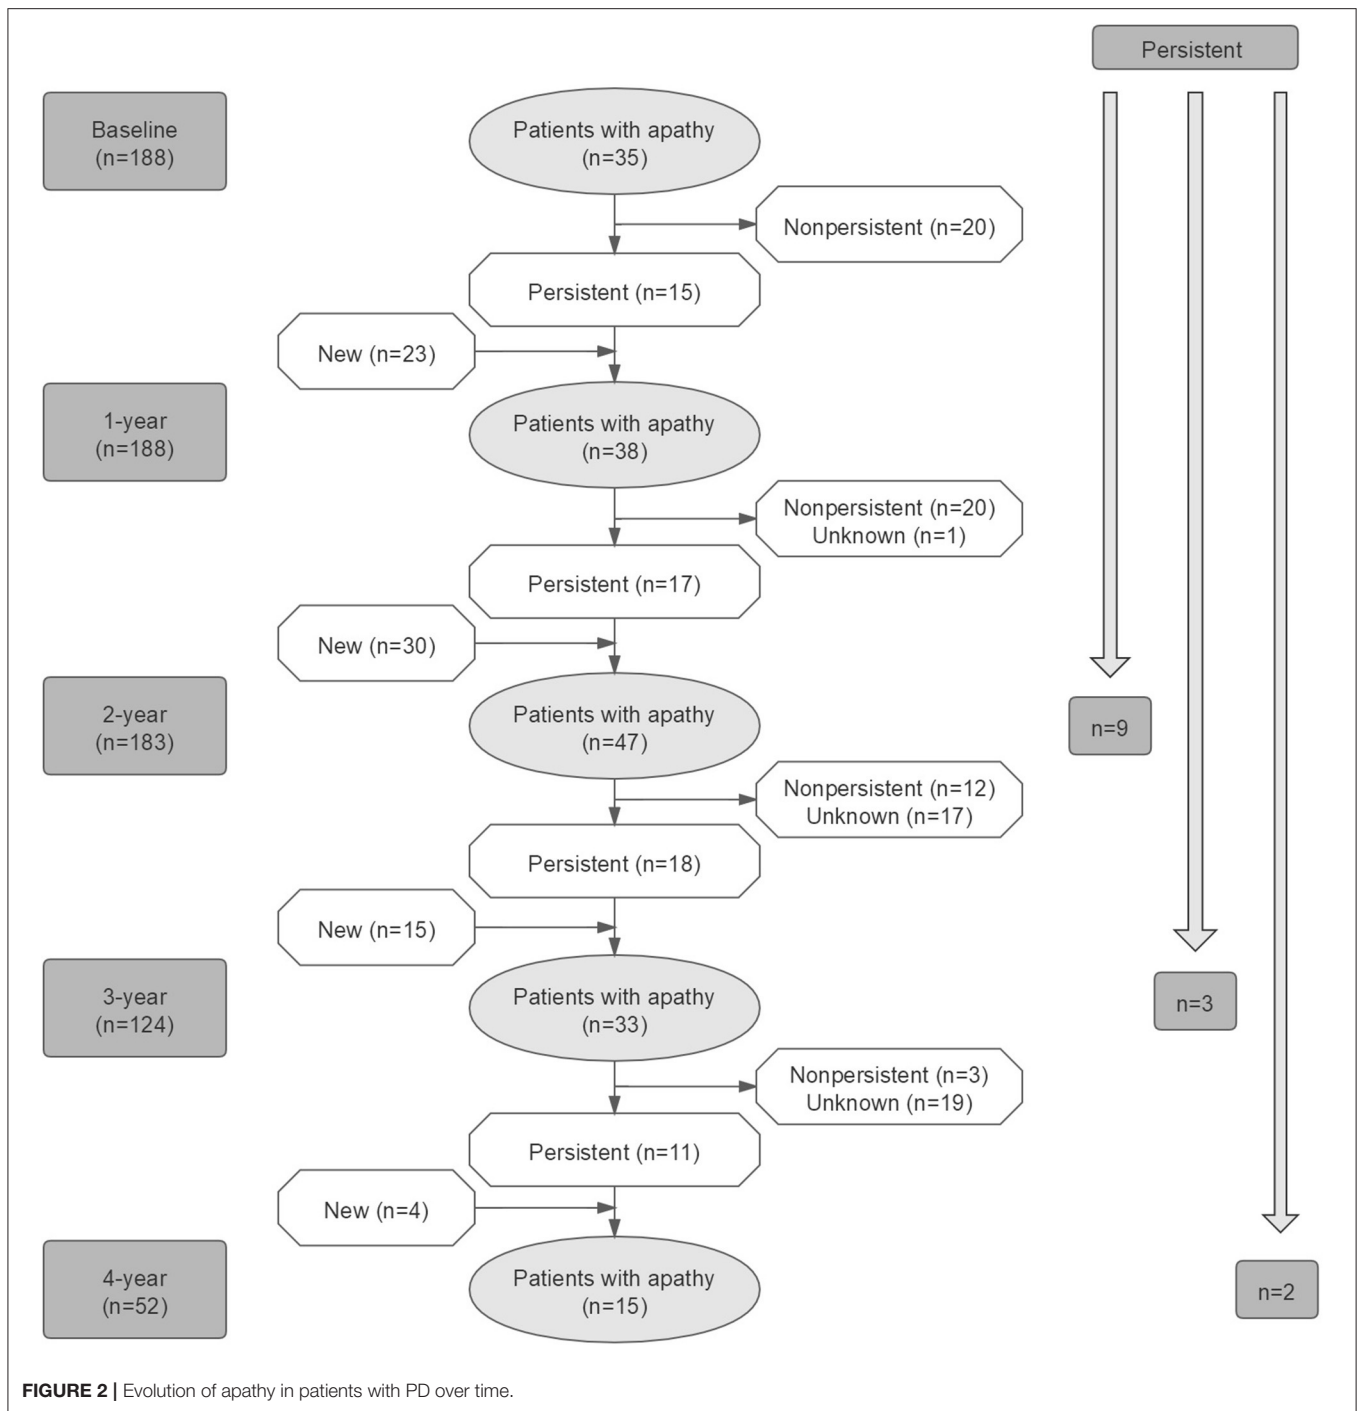 Persistent
Baseline
(n=188)
Patients with apathy
(n=35)
Nonpersistent (n=20)
Persistent (n=15)
New (n=23)
1-year
(n=188)
Patients with apathy
(n=38)
Nonpersistent (n=20)
Unknown (n=1)
Persistent (n=17)
New (n=30)
2-year
(n=183)
Patients with apathy
(n=47)
n=9
Nonpersistent (n=12)
Unknown (n=17)
Persistent (n=18)
New (n=15)
3-year
(n=124)
Patients with apathy
(n=33)
n=3
Nonpersistent (n=3)
Unknown (n=19)
Persistent (n=11)
New (n=4)
4-year
(n=52)
Patients with apathy
(n=15)
n=2
FIGURE 2 | Evolution of apathy in patients with PD over time.